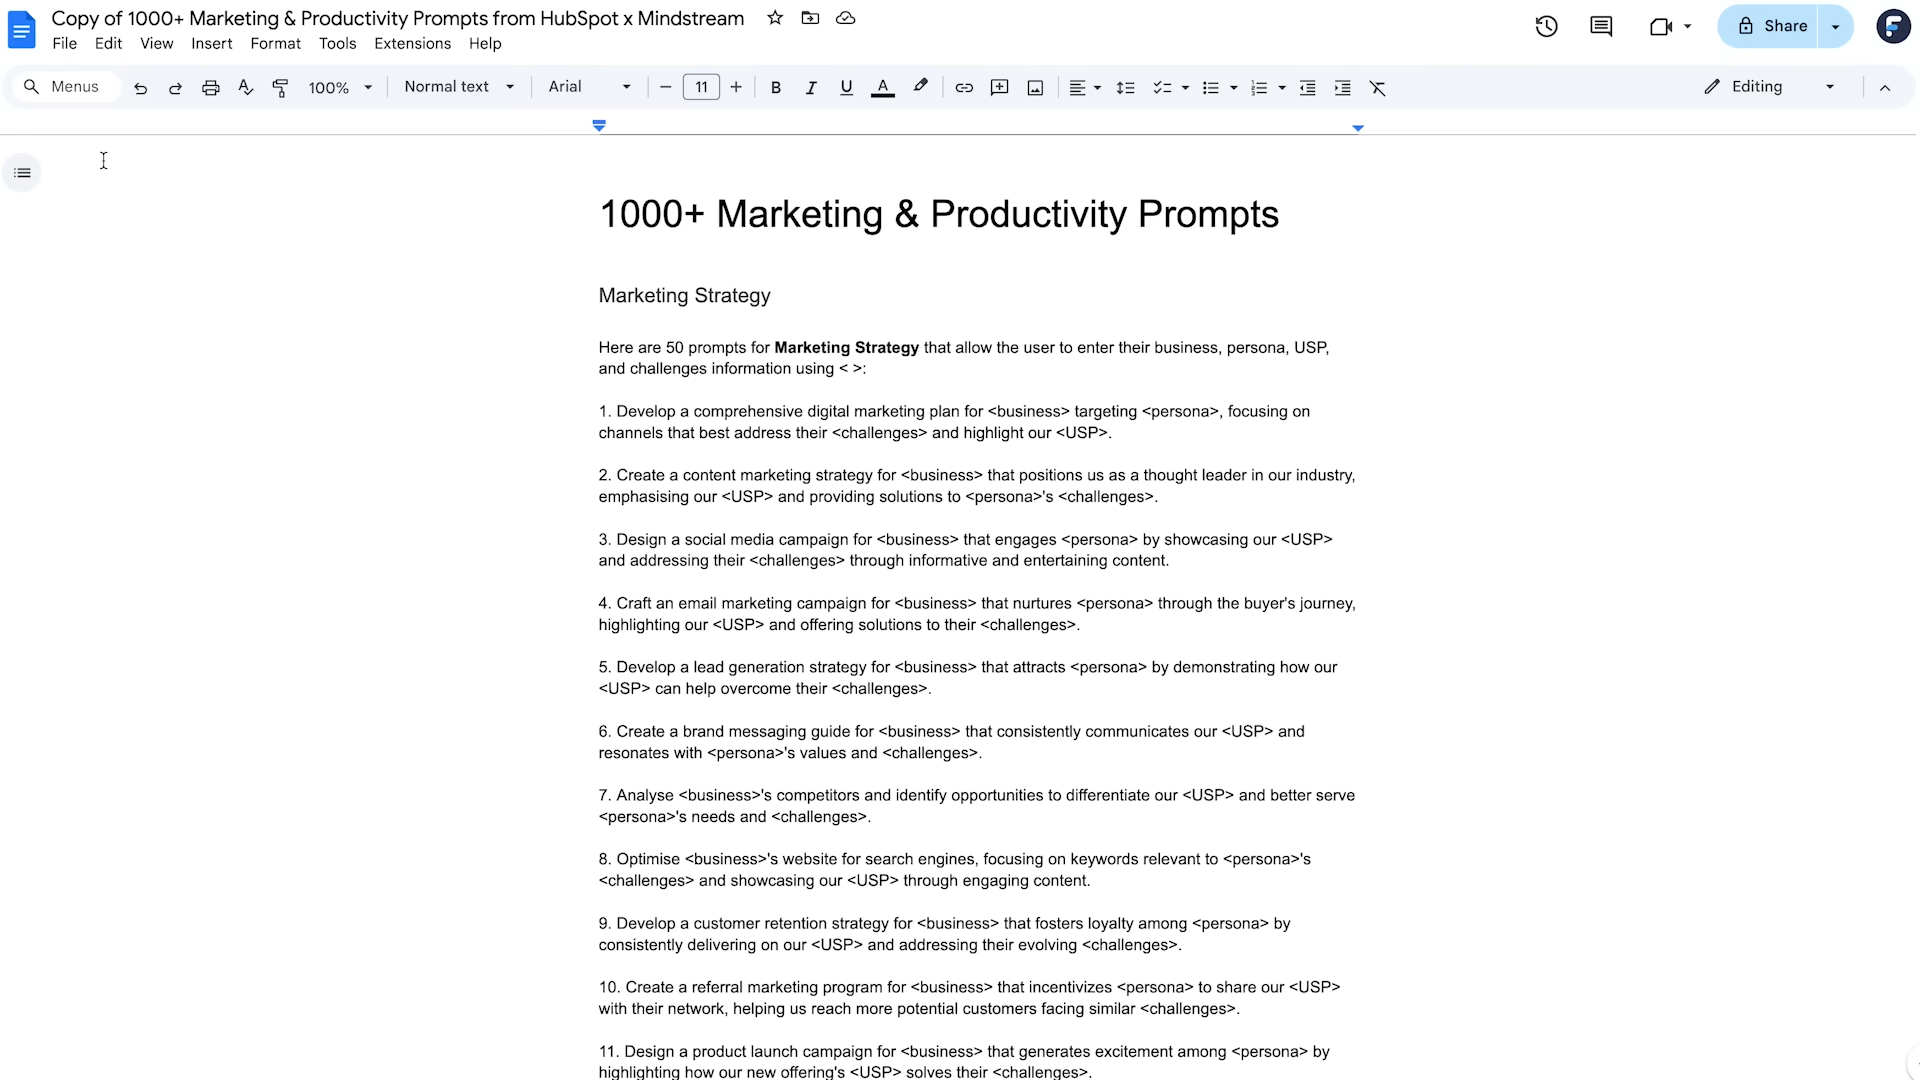 Copy of 1000+ Marketing & Productivity Prompts from HubSpot x Mindstream
File Edit View Insert Format Tools Extensions Help
Share
Menus 100% Normal text Arial 11 Editing
1000+ Marketing & Productivity Prompts
Marketing Strategy
Here are 50 prompts for Marketing Strategy that allow the user to enter their business, persona, USP,
and challenges information using < >:
1. Develop a comprehensive digital marketing plan for <business> targeting <persona>, focusing on
channels that best address their <challenges> and highlight our <USP>.
2. Create a content marketing strategy for <business> that positions us as a thought leader in our industry,
emphasising our <USP> and providing solutions to <persona>'s <challenges>.
3. Design a social media campaign for <business> that engages <persona> by showcasing our <USP>
and addressing their <challenges> through informative and entertaining content.
4. Craft an email marketing campaign for <business> that nurtures <persona> through the buyer's journey,
highlighting our <USP> and offering solutions to their <challenges>.
5. Develop a lead generation strategy for <business> that attracts <persona> by demonstrating how our
<USP> can help overcome their <challenges>.
6. Create a brand messaging guide for <business> that consistently communicates our <USP> and
resonates with <persona>'s values and <challenges>.
7. Analyse <business>'s competitors and identify opportunities to differentiate our <USP> and better serve
<persona>'s needs and <challenges>.
8. Optimise <business>'s website for search engines, focusing on keywords relevant to <persona>'s
<challenges> and showcasing our <USP> through engaging content.
9. Develop a customer retention strategy for <business> that fosters loyalty among <persona> by
consistently delivering on our <USP> and addressing their evolving <challenges>.
10. Create a referral marketing program for <business> that incentivizes <persona> to share our <USP>
with their network, helping us reach more potential customers facing similar <challenges>.
11. Design a product launch campaign for <business> that generates excitement among <persona> by
highlighting how our new offering's <USP> solves their <challenges>.